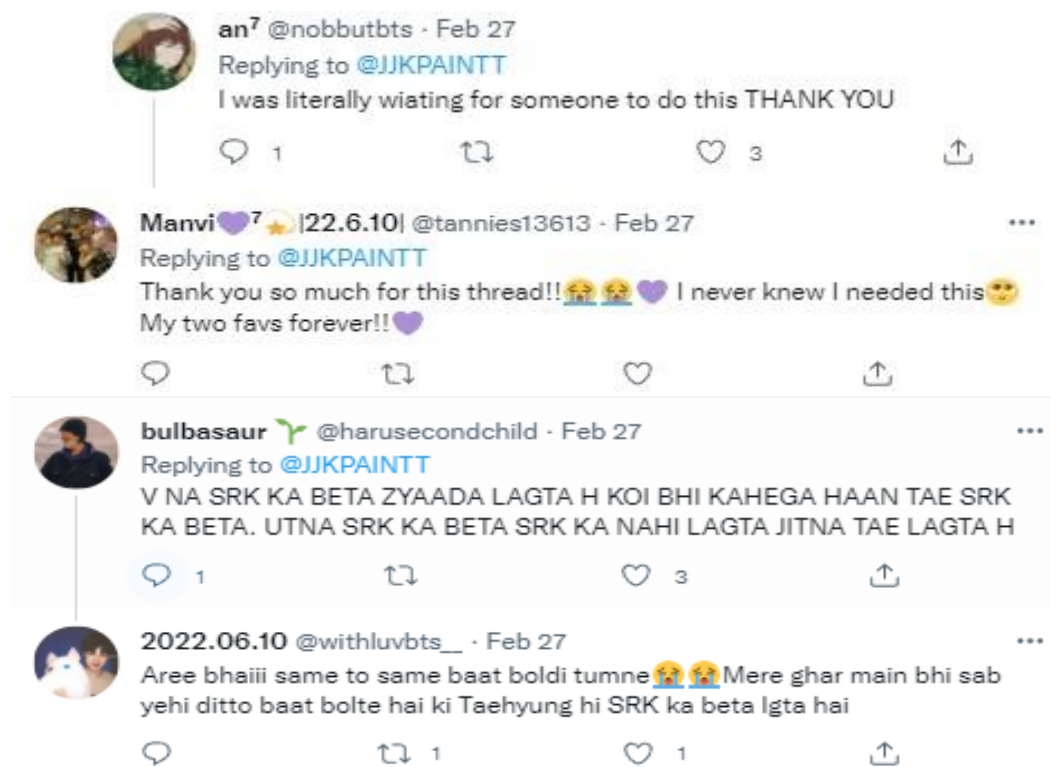 an⁷ @nobbutbts · Feb 27
Replying to @JJKPAINTT
I was literally wiating for someone to do this THANK YOU
1 3
Manvi💜⁷💫|22.6.10| @tannies13613 · Feb 27
Replying to @JJKPAINTT
Thank you so much for this thread!!😭😭💜 I never knew I needed this🥺
My two favs forever!!💜
bulbasaur 🌱 @harusecondchild · Feb 27
Replying to @JJKPAINTT
V NA SRK KA BETA ZYAADA LAGTA H KOI BHI KAHEGA HAAN TAE SRK
KA BETA. UTNA SRK KA BETA SRK KA NAHI LAGTA JITNA TAE LAGTA H
1 3
2022.06.10 @withluvbts__ · Feb 27
Aree bhaiii same to same baat boldi tumne😭😭Mere ghar main bhi sab
yehi ditto baat bolte hai ki Taehyung hi SRK ka beta lgta hai
1 1